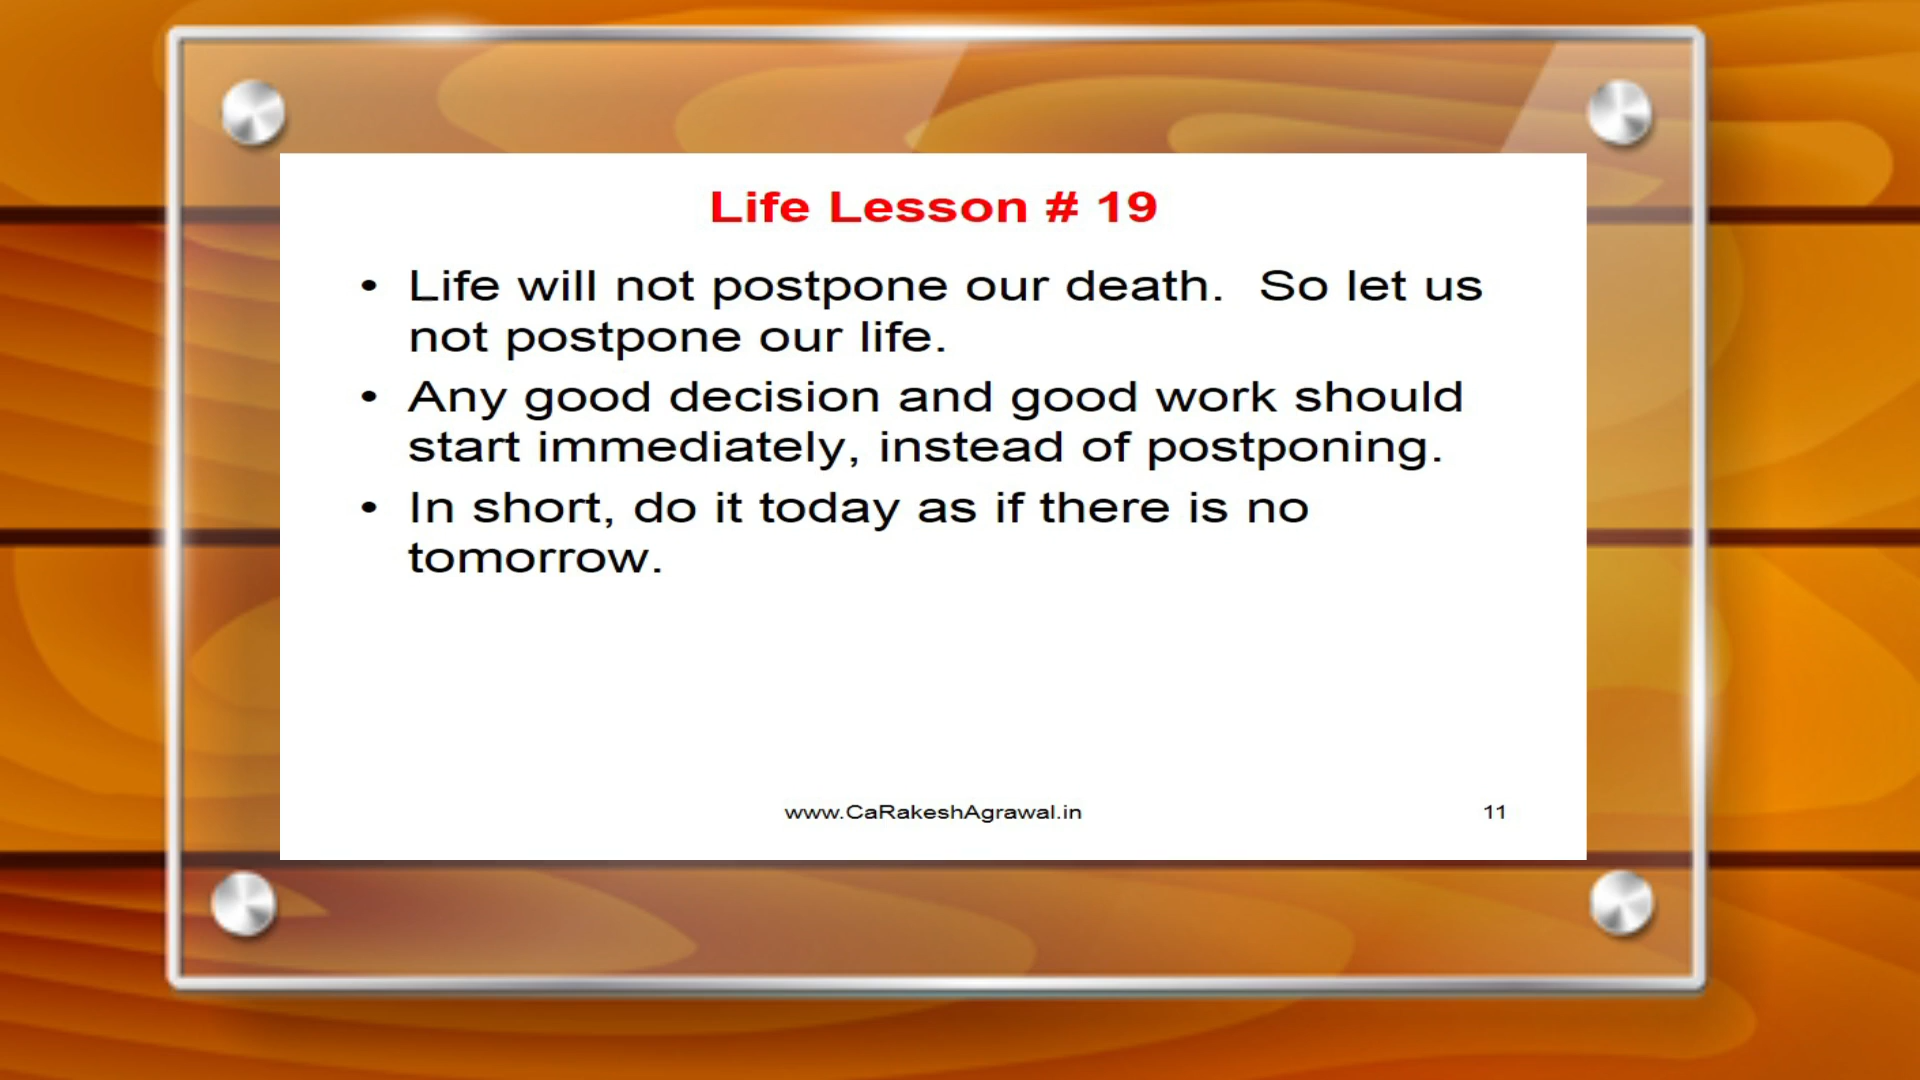 Life Lesson # 19
• Life will not postpone our death.  So let us
not postpone our life.
• Any good decision and good work should
start immediately, instead of postponing.
• In short, do it today as if there is no
tomorrow.
www.CaRakeshAgrawal.in
11